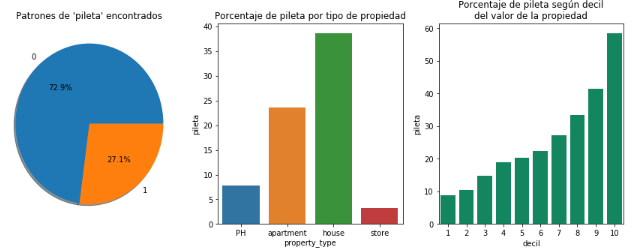 Patrones de 'pileta' encontrados
0
72.9%
27.1%
1
Porcentaje de pileta por tipo de propiedad
pileta
40
35
30
25
20
15
10
5
0
PH apartment house store
property_type
Porcentaje de pileta según decil
del valor de la propiedad
pileta
60
50
40
30
20
10
0
1 2 3 4 5 6 7 8 9 10
decil